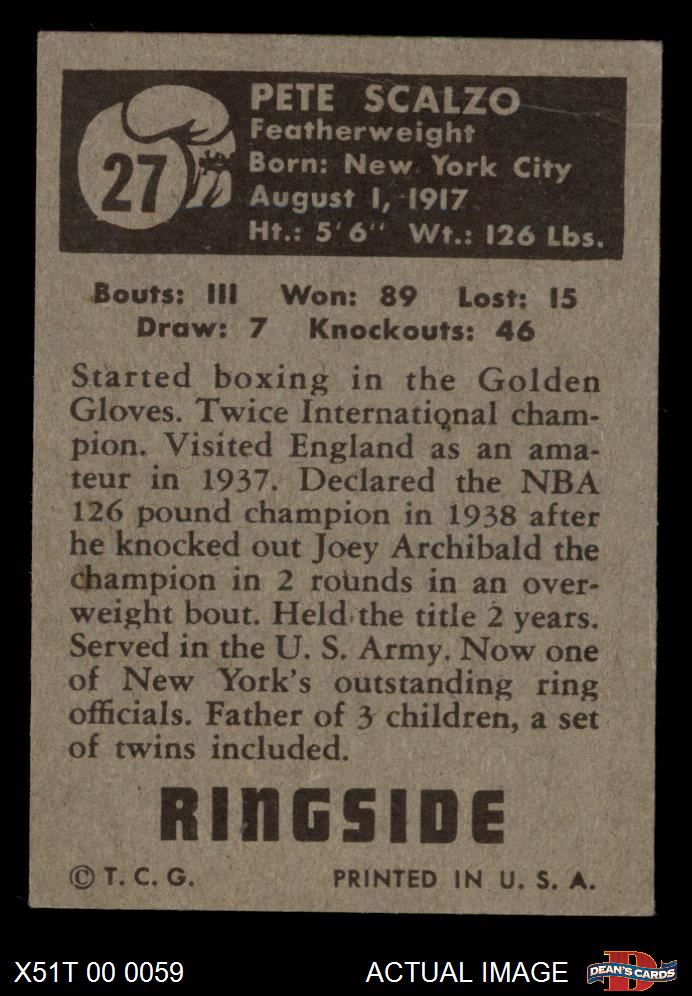 27
PETE SCALZO
Featherweight
Born: New York City
August 1, 1917
Ht.: 5'6" Wt.: 126 Lbs.
Bouts: 111 Won: 89 Lost: 15
Draw: 7 Knockouts: 46
Started boxing in the Golden
Gloves. Twice International cham-
pion. Visited England as an ama-
teur in 1937. Declared the NBA
126 pound champion in 1938 after
he knocked out Joey Archibald the
champion in 2 rounds in an over-
weight bout. Held the title 2 years.
Served in the U. S. Army. Now one
of New York's outstanding ring
officials. Father of 3 children, a set
of twins included.
RINGSIDE
© T. C. G. PRINTED IN U. S. A.
X51T 00 0059 ACTUAL IMAGE D DEAN'S CARDS